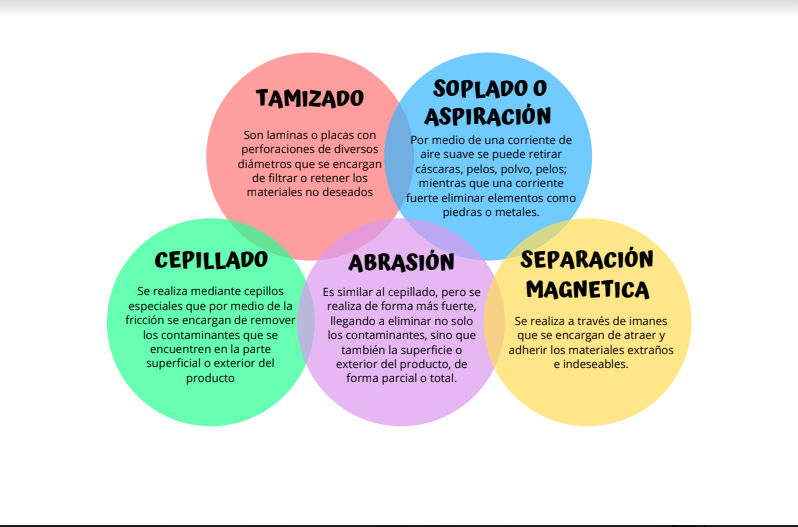 TAMIZADO
Son laminas o placas con
perforaciones de diversos
diámetros que se encargan
de filtrar o retener los
materiales no deseados
SOPLADO O
ASPIRACIÓN
Por medio de una corriente de
aire suave se puede retirar
cáscaras, pelos, polvo, pelos;
mientras que una corriente
fuerte eliminar elementos como
piedras o metales.
CEPILLADO
Se realiza mediante cepillos
especiales que por medio de la
fricción se encargan de remover
los contaminantes que se
encuentren en la parte
superficial o exterior del
producto
ABRASIÓN
Es similar al cepillado, pero se
realiza de forma más fuerte,
llegando a eliminar no solo
los contaminantes, sino que
también la superficie o
exterior del producto, de
forma parcial o total.
SEPARACIÓN
MAGNETICA
Se realiza a través de imanes
que se encargan de atraer y
adherir los materiales extraños
e indeseables.